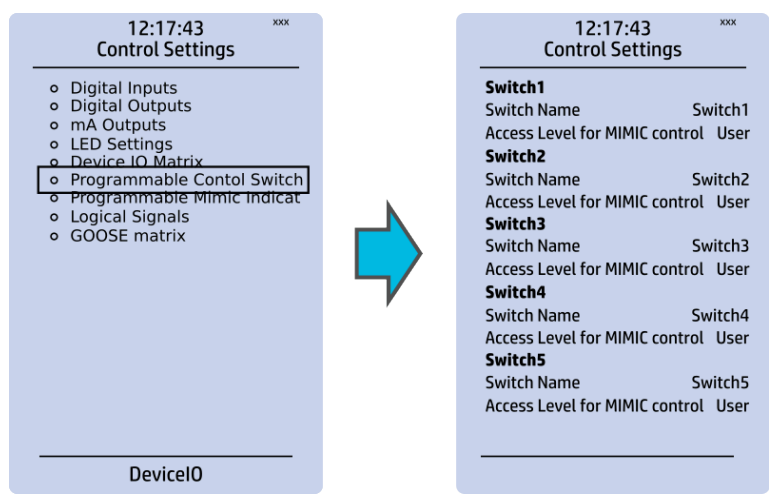 12:17:43 xxx
Control Settings
Digital Inputs
Digital Outputs
mA Outputs
LED Settings
Device IO Matrix
Programmable Contol Switch
Programmable Mimic Indicat
Logical Signals
GOOSE matrix
DeviceIO
12:17:43 xxx
Control Settings
Switch1
Switch Name Switch1
Access Level for MIMIC control User
Switch2
Switch Name Switch2
Access Level for MIMIC control User
Switch3
Switch Name Switch3
Access Level for MIMIC control User
Switch4
Switch Name Switch4
Access Level for MIMIC control User
Switch5
Switch Name Switch5
Access Level for MIMIC control User